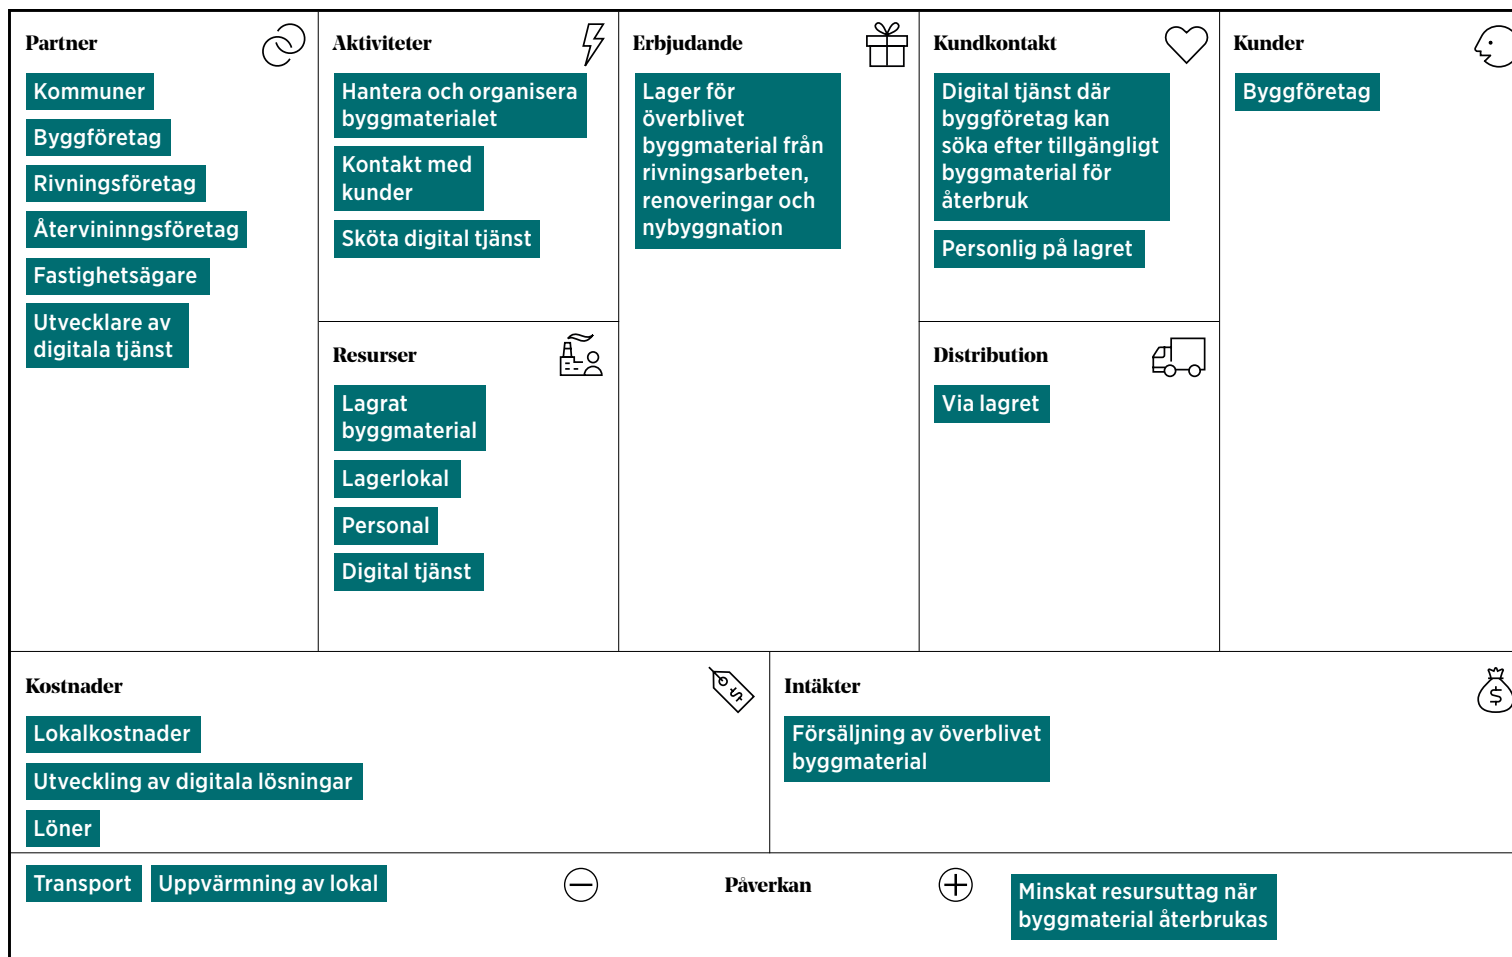 Partner
Kommuner
Byggföretag
Rivningsföretag
Återvininngsföretag
Fastighetsägare
Utvecklare av
digitala tjänst
Aktiviteter
Hantera och organisera
byggmaterialet
Kontakt med
kunder
Sköta digital tjänst
Resurser
Lagrat
byggmaterial
Lagerlokal
Personal
Digital tjänst
Erbjudande
Lager för
överblivet
byggmaterial från
rivningsarbeten,
renoveringar och
nybyggnation
Kundkontakt
Digital tjänst där
byggföretag kan
söka efter tillgängligt
byggmaterial för
återbruk
Personlig på lagret
Distribution
Via lagret
Kunder
Byggföretag
Kostnader
Lokalkostnader
Utveckling av digitala lösningar
Löner
Intäkter
Försäljning av överblivet
byggmaterial
Transport
Uppvärmning av lokal
Påverkan
Minskat resursuttag när
byggmaterial återbrukas